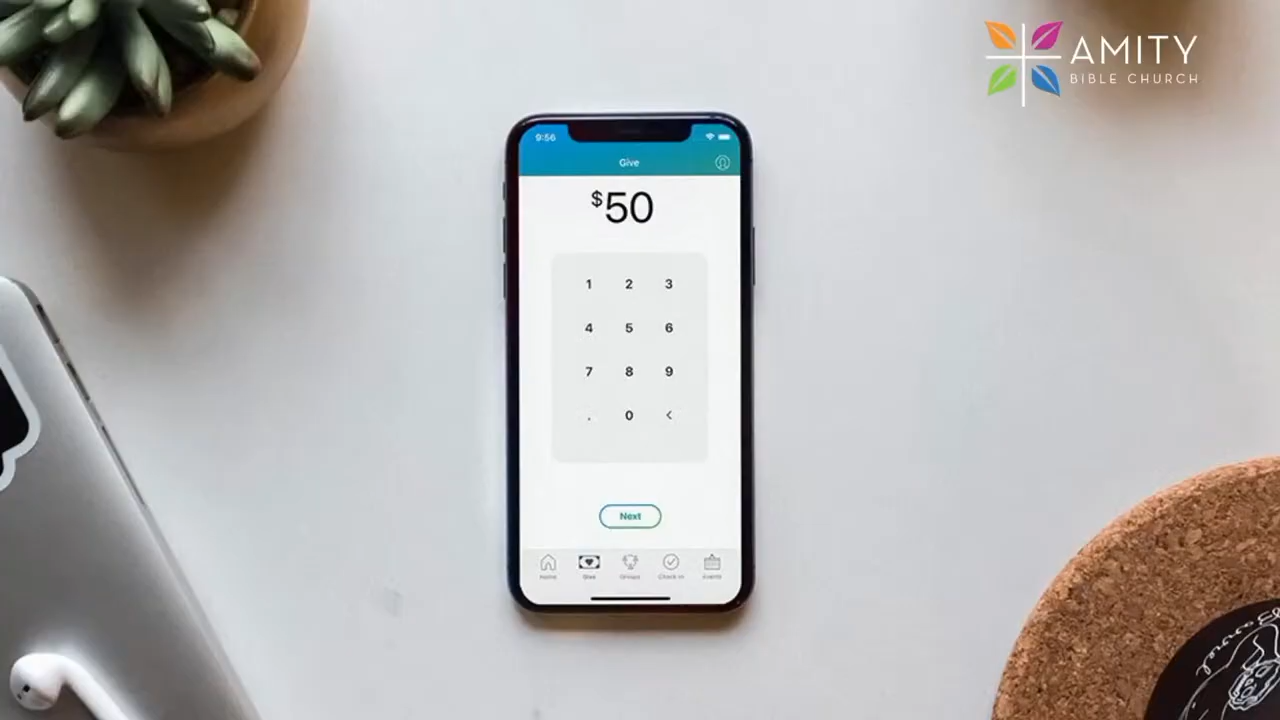 AMITY
BIBLE CHURCH
9:56
Give
$50
1 2 3
4 5 6
7 8 9
. 0 <
Next
Home Give Groups Check-In Events